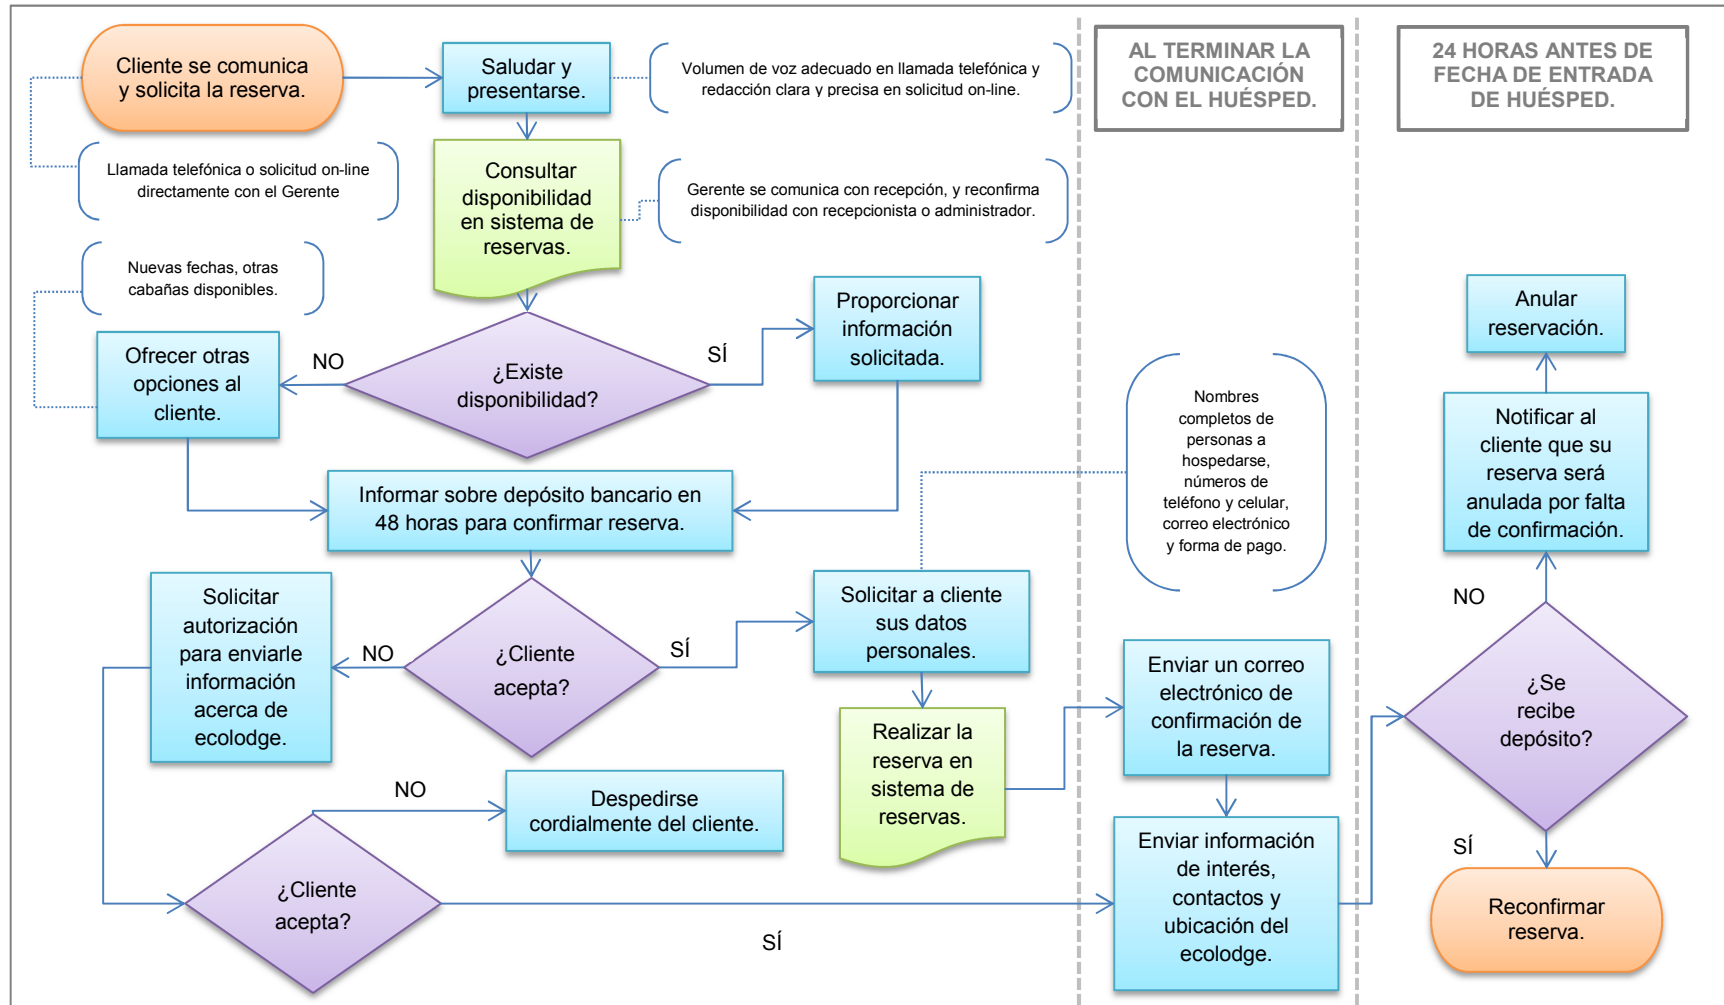 Cliente se comunica
y solicita la reserva.
Saludar y
presentarse.
Volumen de voz adecuado en llamada telefónica y
redacción clara y precisa en solicitud on-line.
AL TERMINAR LA
COMUNICACIÓN
CON EL HUÉSPED.
24 HORAS ANTES DE
FECHA DE ENTRADA
DE HUÉSPED.
Llamada telefónica o solicitud on-line
directamente con el Gerente
Consultar
disponibilidad
en sistema de
reservas.
Gerente se comunica con recepción, y reconfirma
disponibilidad con recepcionista o administrador.
Nuevas fechas, otras
cabañas disponibles.
Ofrecer otras
opciones al
cliente.
NO
¿Existe
disponibilidad?
SÍ
Proporcionar
información
solicitada.
Anular
reservación.
Nombres
completos de
personas a
hospedarse,
números de
teléfono y celular,
correo electrónico
y forma de pago.
Notificar al
cliente que su
reserva será
anulada por falta
de confirmación.
Informar sobre depósito bancario en
48 horas para confirmar reserva.
Solicitar
autorización
para enviarle
información
acerca de
ecolodge.
NO
¿Cliente
acepta?
SÍ
Solicitar a cliente
sus datos
personales.
NO
Enviar un correo
electrónico de
confirmación de
la reserva.
¿Se
recibe
depósito?
Realizar la
reserva en
sistema de
reservas.
NO
Despedirse
cordialmente del cliente.
¿Cliente
acepta?
SÍ
Enviar información
de interés,
contactos y
ubicación del
ecolodge.
SÍ
Reconfirmar
reserva.